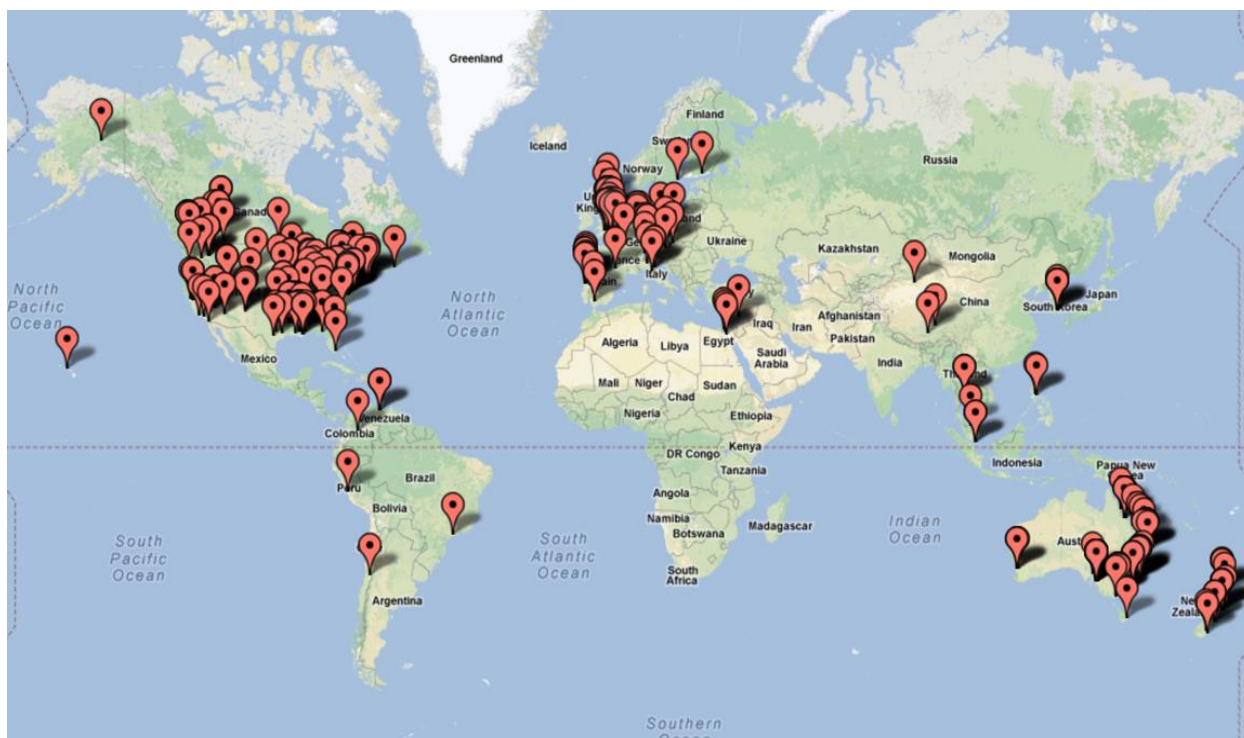 Greenland
Iceland
Finland
Norway
Russia
Ukraine
Kazakhstan
Mongolia
Italy
China
Japan
South Korea
Afghanistan
Pakistan
Iraq
Iran
North
Pacific
Ocean
North
Atlantic
Ocean
Mexico
Algeria
Libya
Egypt
Saudi
Arabia
India
Mali
Niger
Chad
Sudan
Nigeria
Ethiopia
Venezuela
Colombia
Kenya
DR Congo
Tanzania
Indonesia
Papua New
Brazil
Peru
Bolivia
Angola
Namibia
Botswana
Madagascar
Indian
Ocean
South
Pacific
Ocean
South
Atlantic
Ocean
South
Africa
Argentina
Southern